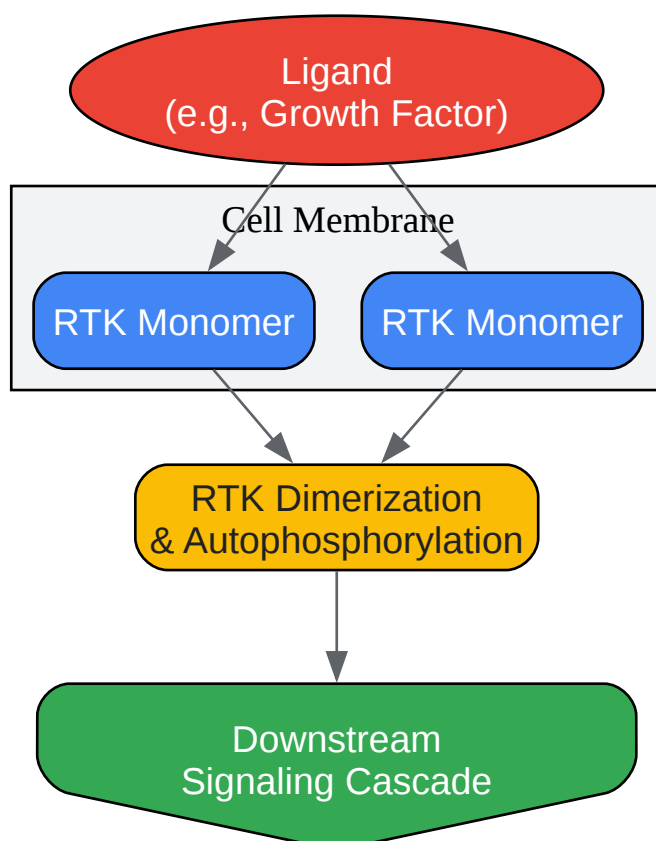 Ligand
(e.g., Growth Factor)
Cell Membrane
RTK Monomer
RTK Monomer
RTK Dimerization
& Autophosphorylation
Downstream
Signaling Cascade